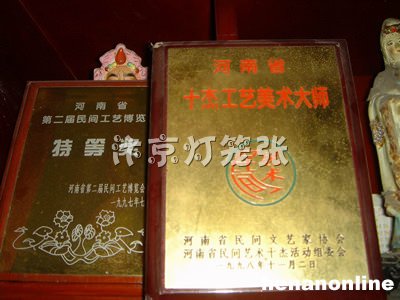 河南省
第二届民间工艺博览
特等奖
河南省第二届民间工艺博览会
一九九七年七
河南省
十杰工艺美术大师
河南省民间文艺家协会
河南省民间艺术十杰活动组委会
一九九八年十一月二日
汴京灯笼张
henanonline